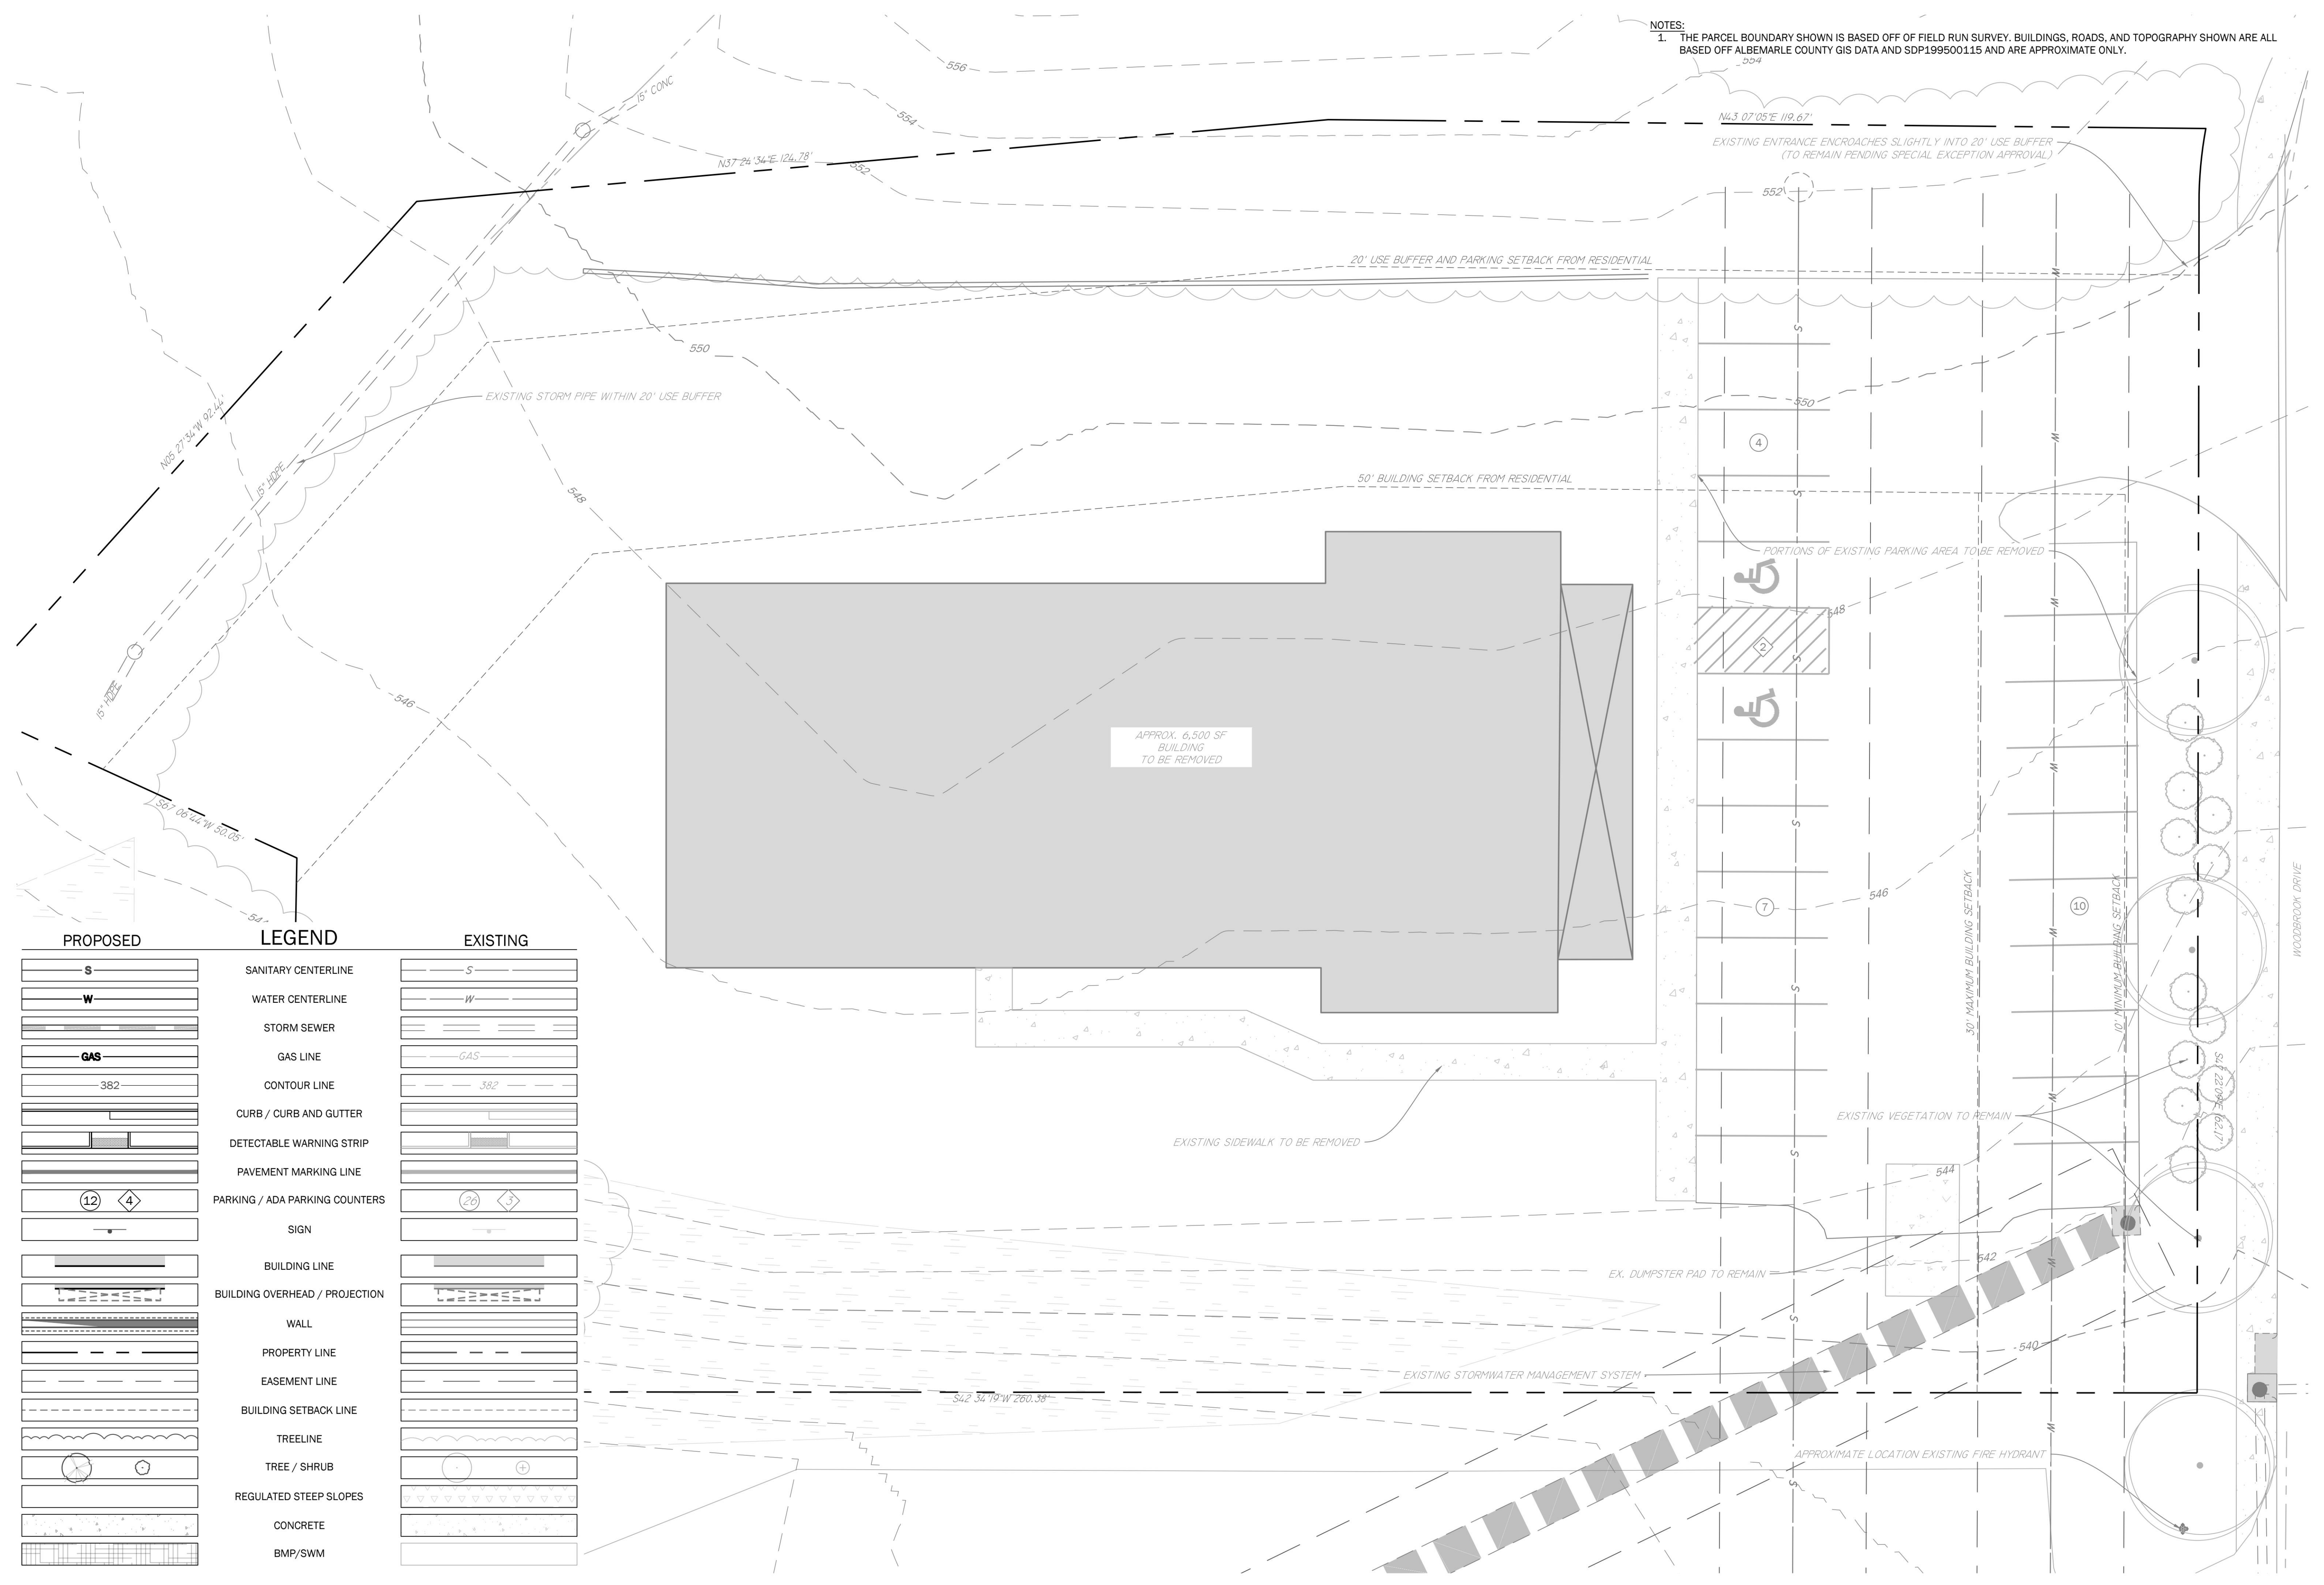 NOTES:
1. THE PARCEL BOUNDARY SHOWN IS BASED OFF OF FIELD RUN SURVEY. BUILDINGS, ROADS, AND TOPOGRAPHY SHOWN ARE ALL
BASED OFF ALBEMARLE COUNTY GIS DATA AND SDP199500115 AND ARE APPROXIMATE ONLY.
556
554
15" CONC
554
N43 07'05"E 119.67'
EXISTING ENTRANCE ENCROACHES SLIGHTLY INTO 20' USE BUFFER
(TO REMAIN PENDING SPECIAL EXCEPTION APPROVAL)
N37 24'34"E 124.78'
552
552
20' USE BUFFER AND PARKING SETBACK FROM RESIDENTIAL
W
S
550
EXISTING STORM PIPE WITHIN 20' USE BUFFER
550
N05 27'34"W 92.44'
4
W
15" HDPE
50' BUILDING SETBACK FROM RESIDENTIAL
548
S
PORTIONS OF EXISTING PARKING AREA TO BE REMOVED
W
548
2
S
15" HDPE
546
APPROX. 6,500 SF
BUILDING
TO BE REMOVED
W
S67 06'44"W 50.05'
S
546
7
10
W
30' MAXIMUM BUILDING SETBACK
10' MINIMUM BUILDING SETBACK
WOODBROOK DRIVE
S
W
EXISTING VEGETATION TO REMAIN
EXISTING SIDEWALK TO BE REMOVED
S
544
EX. DUMPSTER PAD TO REMAIN
542
W
S
540
EXISTING STORMWATER MANAGEMENT SYSTEM
S42 34'19"W 260.38'
W
APPROXIMATE LOCATION EXISTING FIRE HYDRANT
S
LEGEND
PROPOSED
EXISTING
S SANITARY CENTERLINE S
W WATER CENTERLINE W
STORM SEWER
GAS GAS LINE GAS
382 CONTOUR LINE 382
CURB / CURB AND GUTTER
DETECTABLE WARNING STRIP
PAVEMENT MARKING LINE
12 4 PARKING / ADA PARKING COUNTERS 26 3
SIGN
BUILDING LINE
BUILDING OVERHEAD / PROJECTION
WALL
PROPERTY LINE
EASEMENT LINE
BUILDING SETBACK LINE
TREELINE
TREE / SHRUB
REGULATED STEEP SLOPES
CONCRETE
BMP/SWM